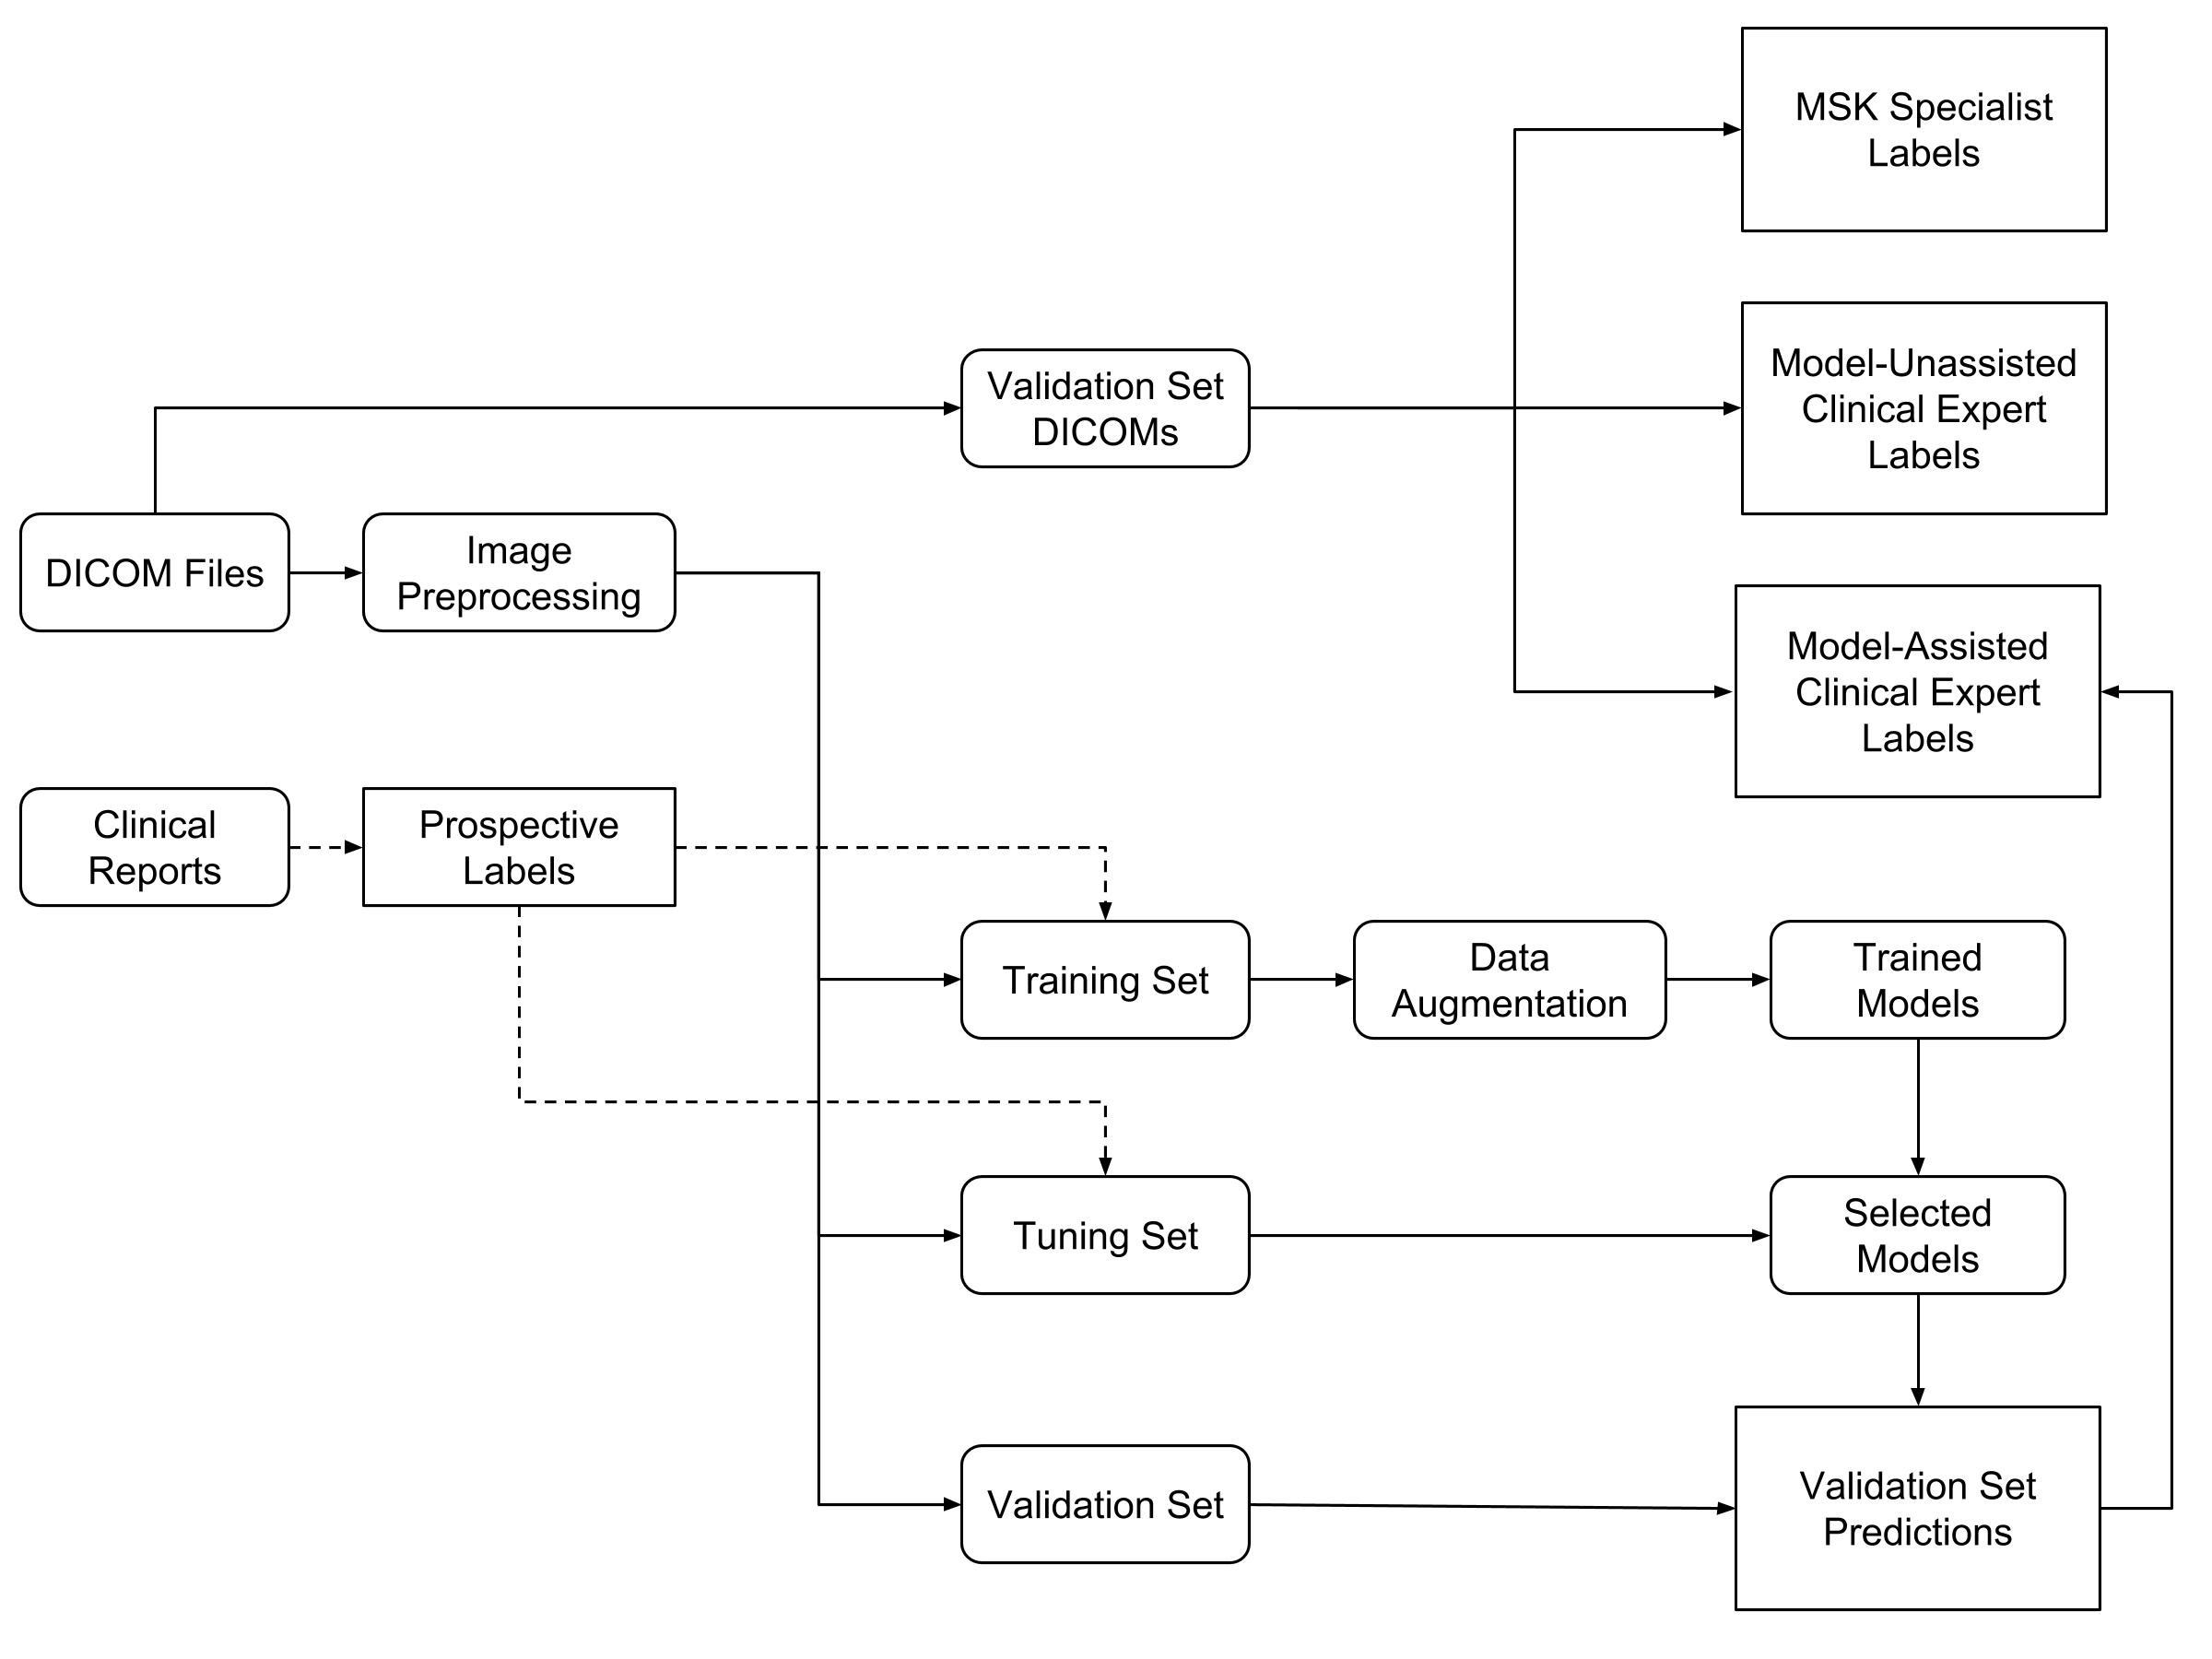 MSK Specialist
Labels
Model-Unassisted
Clinical Expert
Labels
Validation Set
DICOMs
DICOM Files
Image
Preprocessing
Model-Assisted
Clinical Expert
Labels
Clinical
Reports
Prospective
Labels
Training Set
Data
Augmentation
Trained
Models
Tuning Set
Selected
Models
Validation Set
Validation Set
Predictions